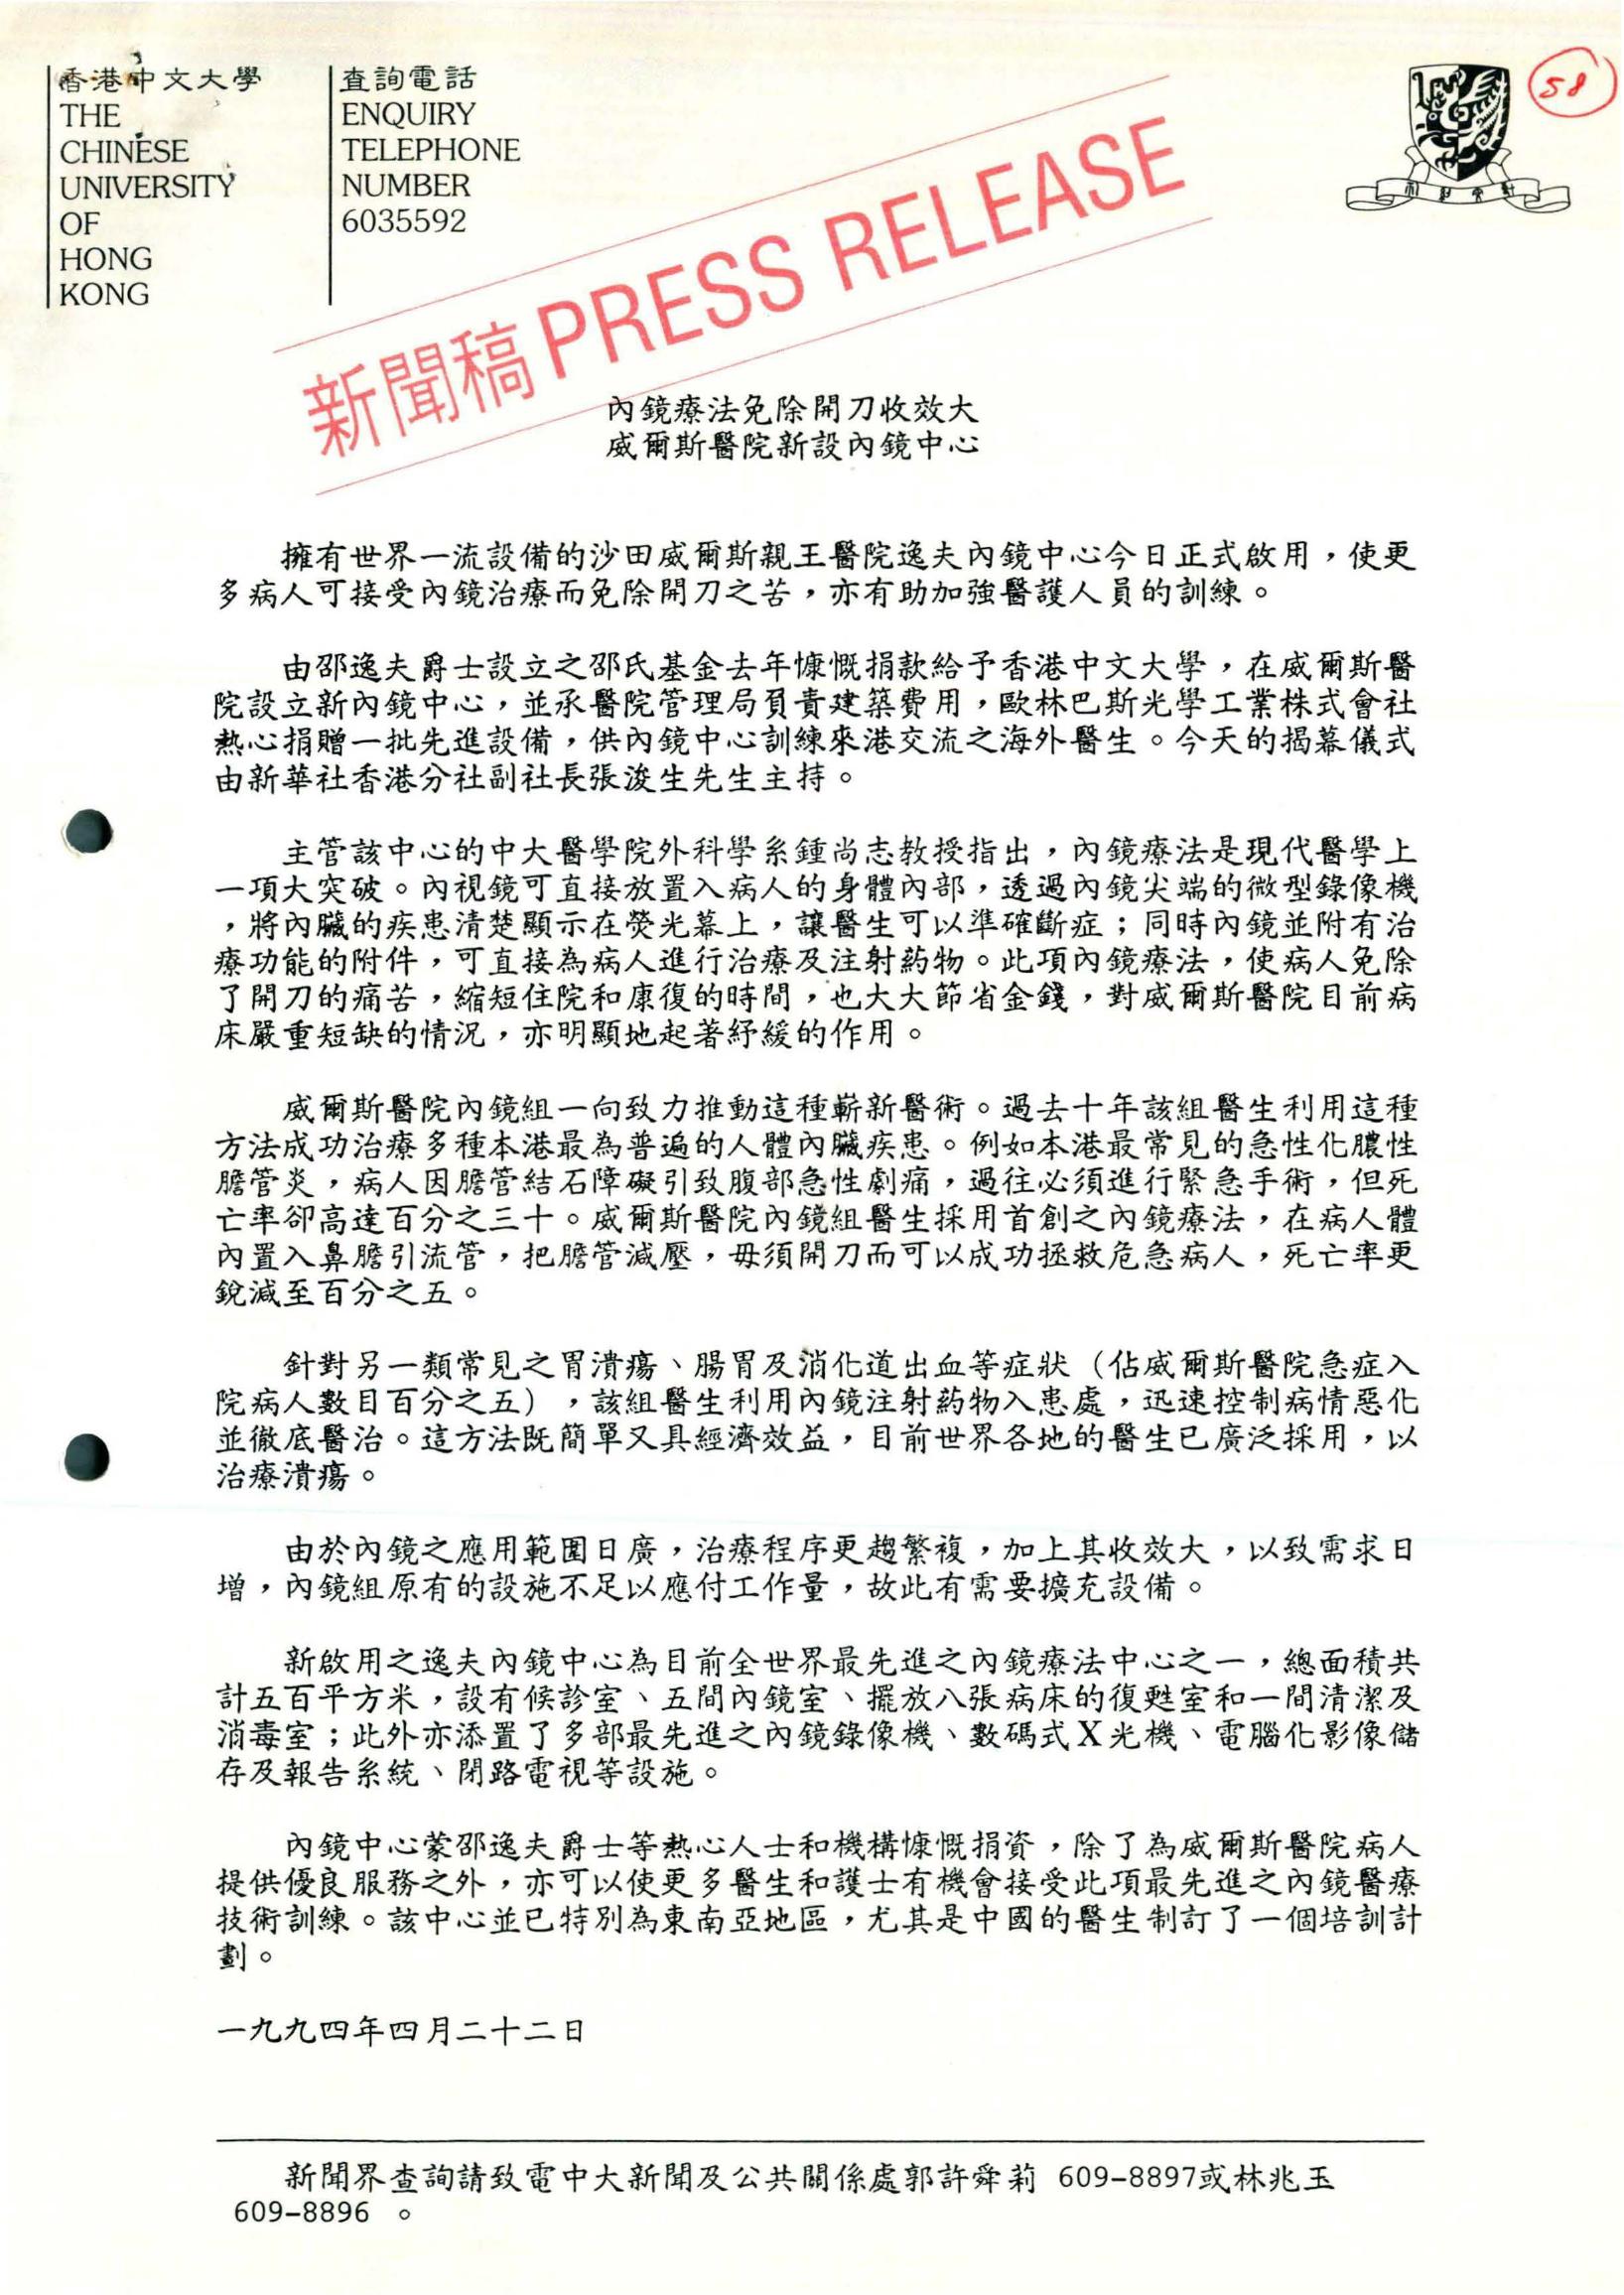 香港中文大學
THE
CHINESE
UNIVERSITY
OF
HONG
KONG
查詢電話
ENQUIRY
TELEPHONE
NUMBER
6035592
58
新聞稿 PRESS RELEASE
內鏡療法免除開刀收效大
威爾斯醫院新設內鏡中心
擁有世界一流設備的沙田威爾斯親王醫院逸夫內鏡中心今日正式啟用，使更
多病人可接受內鏡治療而免除開刀之苦，亦有助加強醫護人員的訓練。
由邵逸夫爵士設立之邵氏基金去年慷慨捐款給予香港中文大學，在威爾斯醫
院設立新內鏡中心，並承醫院管理局負責建築費用，歐林巴斯光學工業株式會社
熱心捐贈一批先進設備，供內鏡中心訓練來港交流之海外醫生。今天的揭幕儀式
由新華社香港分社副社長張浚生先生主持。
主管該中心的中大醫學院外科學系鍾尚志教授指出，內鏡療法是現代醫學上
一項大突破。內視鏡可直接放置入病人的身體內部，透過內鏡尖端的微型錄像機
，將內臟的疾患清楚顯示在熒光幕上，讓醫生可以準確斷症；同時內鏡並附有治
療功能的附件，可直接為病人進行治療及注射葯物。此項內鏡療法，使病人免除
了開刀的痛苦，縮短住院和康復的時間，也大大節省金錢，對威爾斯醫院目前病
床嚴重短缺的情況，亦明顯地起著紓緩的作用。
威爾斯醫院內鏡組一向致力推動這種嶄新醫術。過去十年該組醫生利用這種
方法成功治療多種本港最為普遍的人體內臟疾患。例如本港最常見的急性化膿性
膽管炎，病人因膽管結石障礙引致腹部急性劇痛，過往必須進行緊急手術，但死
亡率卻高達百分之三十。威爾斯醫院內鏡組醫生採用首創之內鏡療法，在病人體
內置入鼻膽引流管，把膽管減壓，毋須開刀而可以成功拯救危急病人，死亡率更
銳減至百分之五。
針對另一類常見之胃潰瘍、腸胃及消化道出血等症狀（佔威爾斯醫院急症入
院病人數目百分之五），該組醫生利用內鏡注射葯物入患處，迅速控制病情惡化
並徹底醫治。這方法既簡單又具經濟效益，目前世界各地的醫生已廣泛採用，以
治療潰瘍。
由於內鏡之應用範圍日廣，治療程序更趨繁複，加上其收效大，以致需求日
增，內鏡組原有的設施不足以應付工作量，故此有需要擴充設備。
新啟用之逸夫內鏡中心為目前全世界最先進之內鏡療法中心之一，總面積共
計五百平方米，設有候診室、五間內鏡室、擺放八張病床的復甦室和一間清潔及
消毒室；此外亦添置了多部最先進之內鏡錄像機、數碼式X光機、電腦化影像儲
存及報告系統、閉路電視等設施。
內鏡中心蒙邵逸夫爵士等熱心人士和機構慷慨捐資，除了為威爾斯醫院病人
提供優良服務之外，亦可以使更多醫生和護士有機會接受此項最先進之內鏡醫療
技術訓練。該中心並已特別為東南亞地區，尤其是中國的醫生制訂了一個培訓計
劃。
一九九四年四月二十二日
新聞界查詢請致電中大新聞及公共關係處郭許舜莉 609-8897或林兆玉
609-8896 。